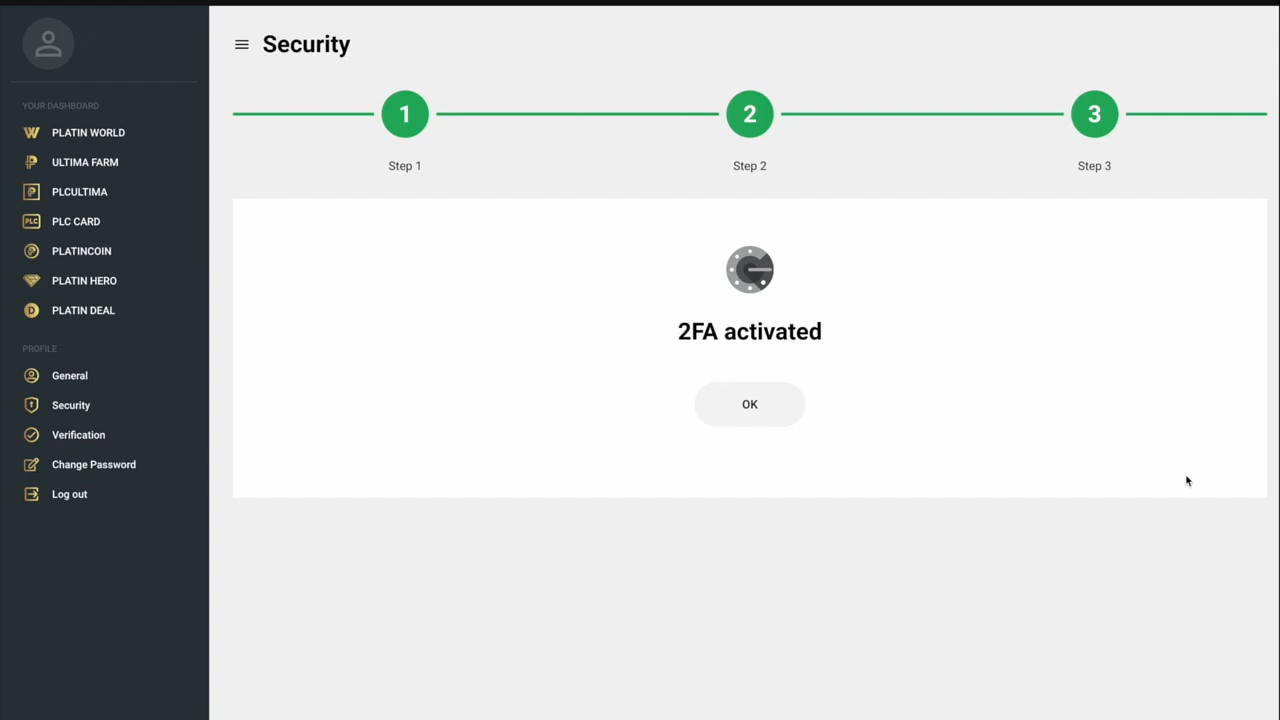 Security
1
2
3
Step 1
Step 2
Step 3
YOUR DASHBOARD
PLATIN WORLD
ULTIMA FARM
PLCULTIMA
PLC
PLC CARD
PLATINCOIN
PLATIN HERO
PLATIN DEAL
PROFILE
General
Security
Verification
Change Password
Log out
2FA activated
OK